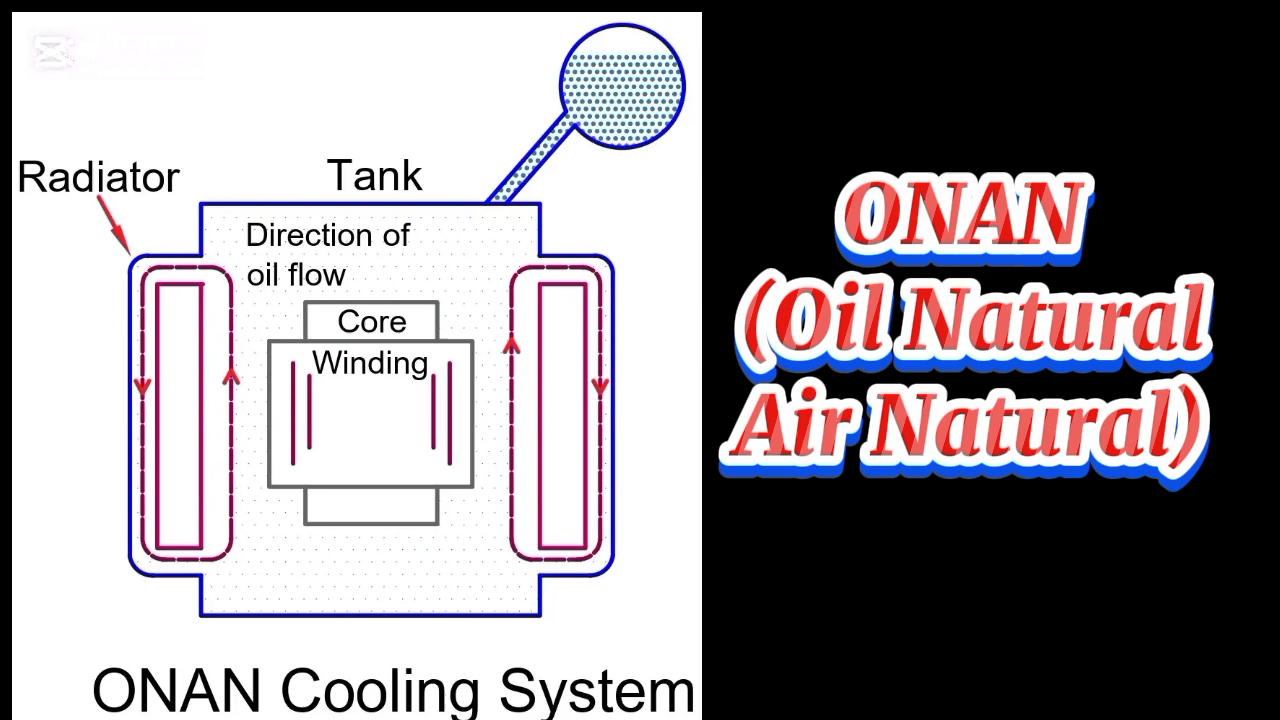 Radiator
Tank
Direction of
oil flow
Core
Winding
ONAN Cooling System
ONAN
(Oil Natural
Air Natural)